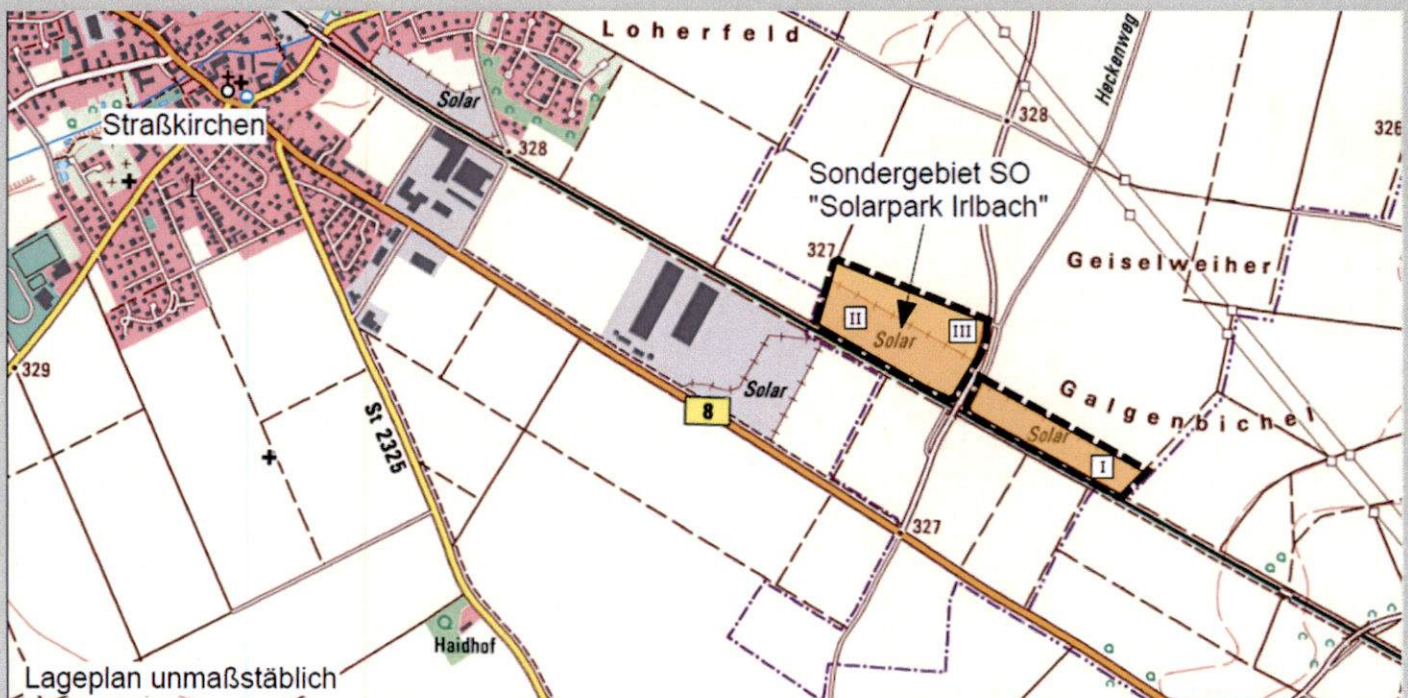 Loherfeld
Heckenweg
Solar
328
326
Straßkirchen
328
Sondergebiet SO
"Solarpark Irlbach"
327
Geiselweiher
II
III
Solar
329
Solar
8
Galgenbichel
Solar
I
St 2325
327
Haidhof
Lageplan unmaßstäblich